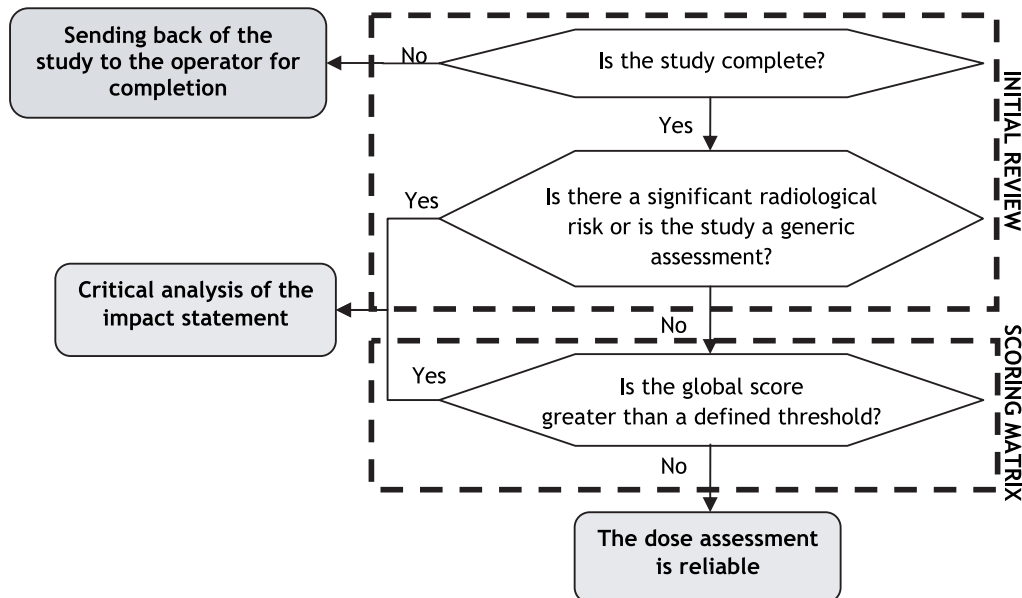 Sending back of the
study to the operator for
completion
No
Is the study complete?
Yes
INITIAL REVIEW
Yes
Is there a significant radiological
risk or is the study a generic
assessment?
Critical analysis of the
impact statement
No
SCORING MATRIX
Yes
Is the global score
greater than a defined threshold?
No
The dose assessment
is reliable